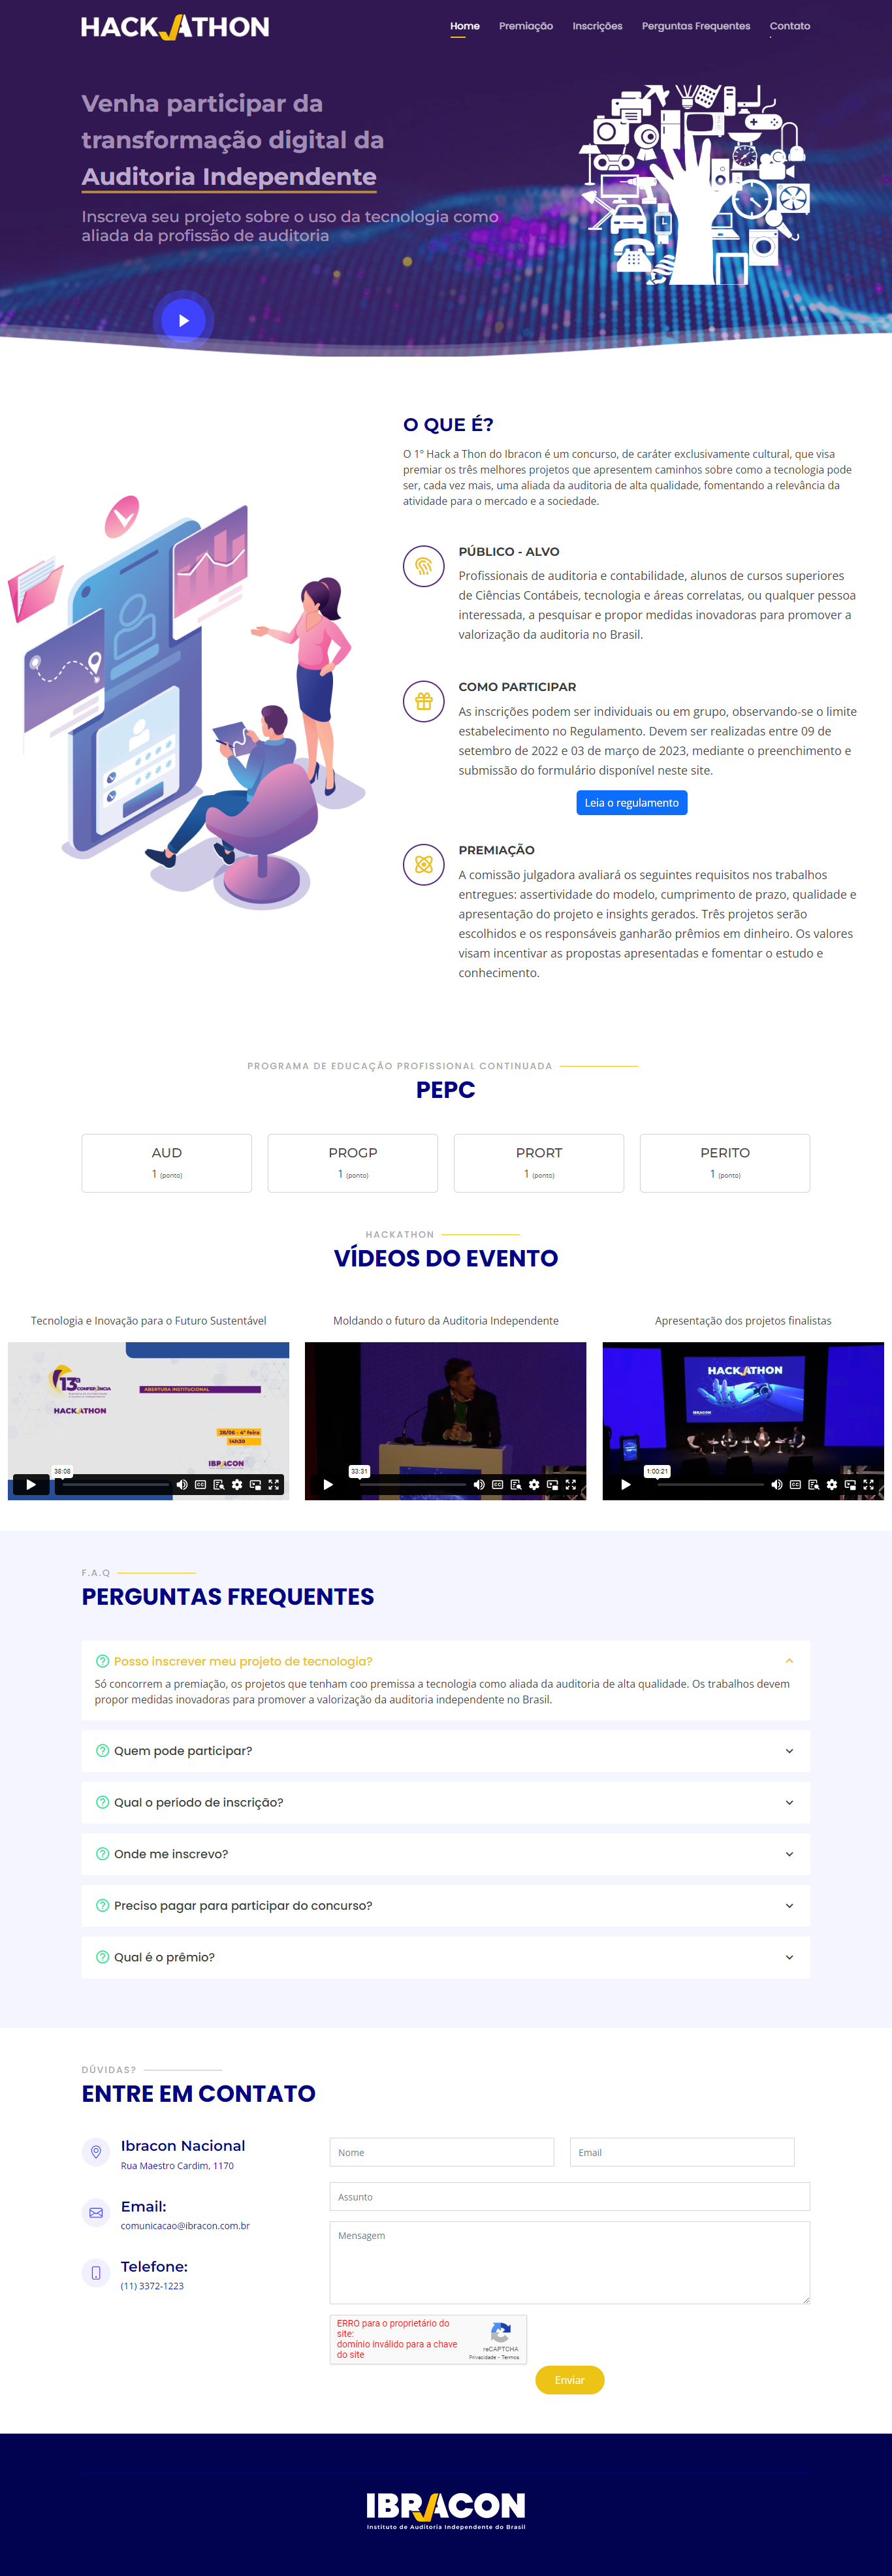 HACKATHON
Home
Premiação
Inscrições
Perguntas Frequentes
Contato
Venha participar da
transformação digital da
Auditoria Independente
Inscreva seu projeto sobre o uso da tecnologia como
aliada da profissão de auditoria
O QUE É?
O 1º Hack a Thon do Ibracon é um concurso, de caráter exclusivamente cultural, que visa
premiar os três melhores projetos que apresentem caminhos sobre como a tecnologia pode
ser, cada vez mais, uma aliada da auditoria de alta qualidade, fomentando a relevância da
atividade para o mercado e a sociedade.
PÚBLICO - ALVO
Profissionais de auditoria e contabilidade, alunos de cursos superiores
de Ciências Contábeis, tecnologia e áreas correlatas, ou qualquer pessoa
interessada, a pesquisar e propor medidas inovadoras para promover a
valorização da auditoria no Brasil.
COMO PARTICIPAR
As inscrições podem ser individuais ou em grupo, observando-se o limite
estabelecimento no Regulamento. Devem ser realizadas entre 09 de
setembro de 2022 e 03 de março de 2023, mediante o preenchimento e
submissão do formulário disponível neste site.
Leia o regulamento
PREMIAÇÃO
A comissão julgadora avaliará os seguintes requisitos nos trabalhos
entregues: assertividade do modelo, cumprimento de prazo, qualidade e
apresentação do projeto e insights gerados. Três projetos serão
escolhidos e os responsáveis ganharão prêmios em dinheiro. Os valores
visam incentivar as propostas apresentadas e fomentar o estudo e
conhecimento.
PROGRAMA DE EDUCAÇÃO PROFISSIONAL CONTINUADA
PEPC
AUD
1 (ponto)
PROGP
1 (ponto)
PRORT
1 (ponto)
PERITO
1 (ponto)
HACKATHON
VÍDEOS DO EVENTO
Tecnologia e Inovação para o Futuro Sustentável
Moldando o futuro da Auditoria Independente
Apresentação dos projetos finalistas
13ª
CONFERÊNCIA
HACKATHON
ABERTURA INSTITUCIONAL
28/06 - 4ª feira
14h30
IBRACON
38:08
33:31
HACKATHON
IBRACON
1:00:21
F.A.Q
PERGUNTAS FREQUENTES
Posso inscrever meu projeto de tecnologia?
Só concorrem a premiação, os projetos que tenham coo premissa a tecnologia como aliada da auditoria de alta qualidade. Os trabalhos devem
propor medidas inovadoras para promover a valorização da auditoria independente no Brasil.
Quem pode participar?
Qual o período de inscrição?
Onde me inscrevo?
Preciso pagar para participar do concurso?
Qual é o prêmio?
DÚVIDAS?
ENTRE EM CONTATO
Ibracon Nacional
Rua Maestro Cardim, 1170
Email:
comunicacao@ibracon.com.br
Telefone:
(11) 3372-1223
Nome
Email
Assunto
Mensagem
ERRO para o proprietário do
site:
domínio inválido para a chave
do site
reCAPTCHA
Privacidade - Termos
Enviar
IBRACON
Instituto de Auditoria Independente do Brasil